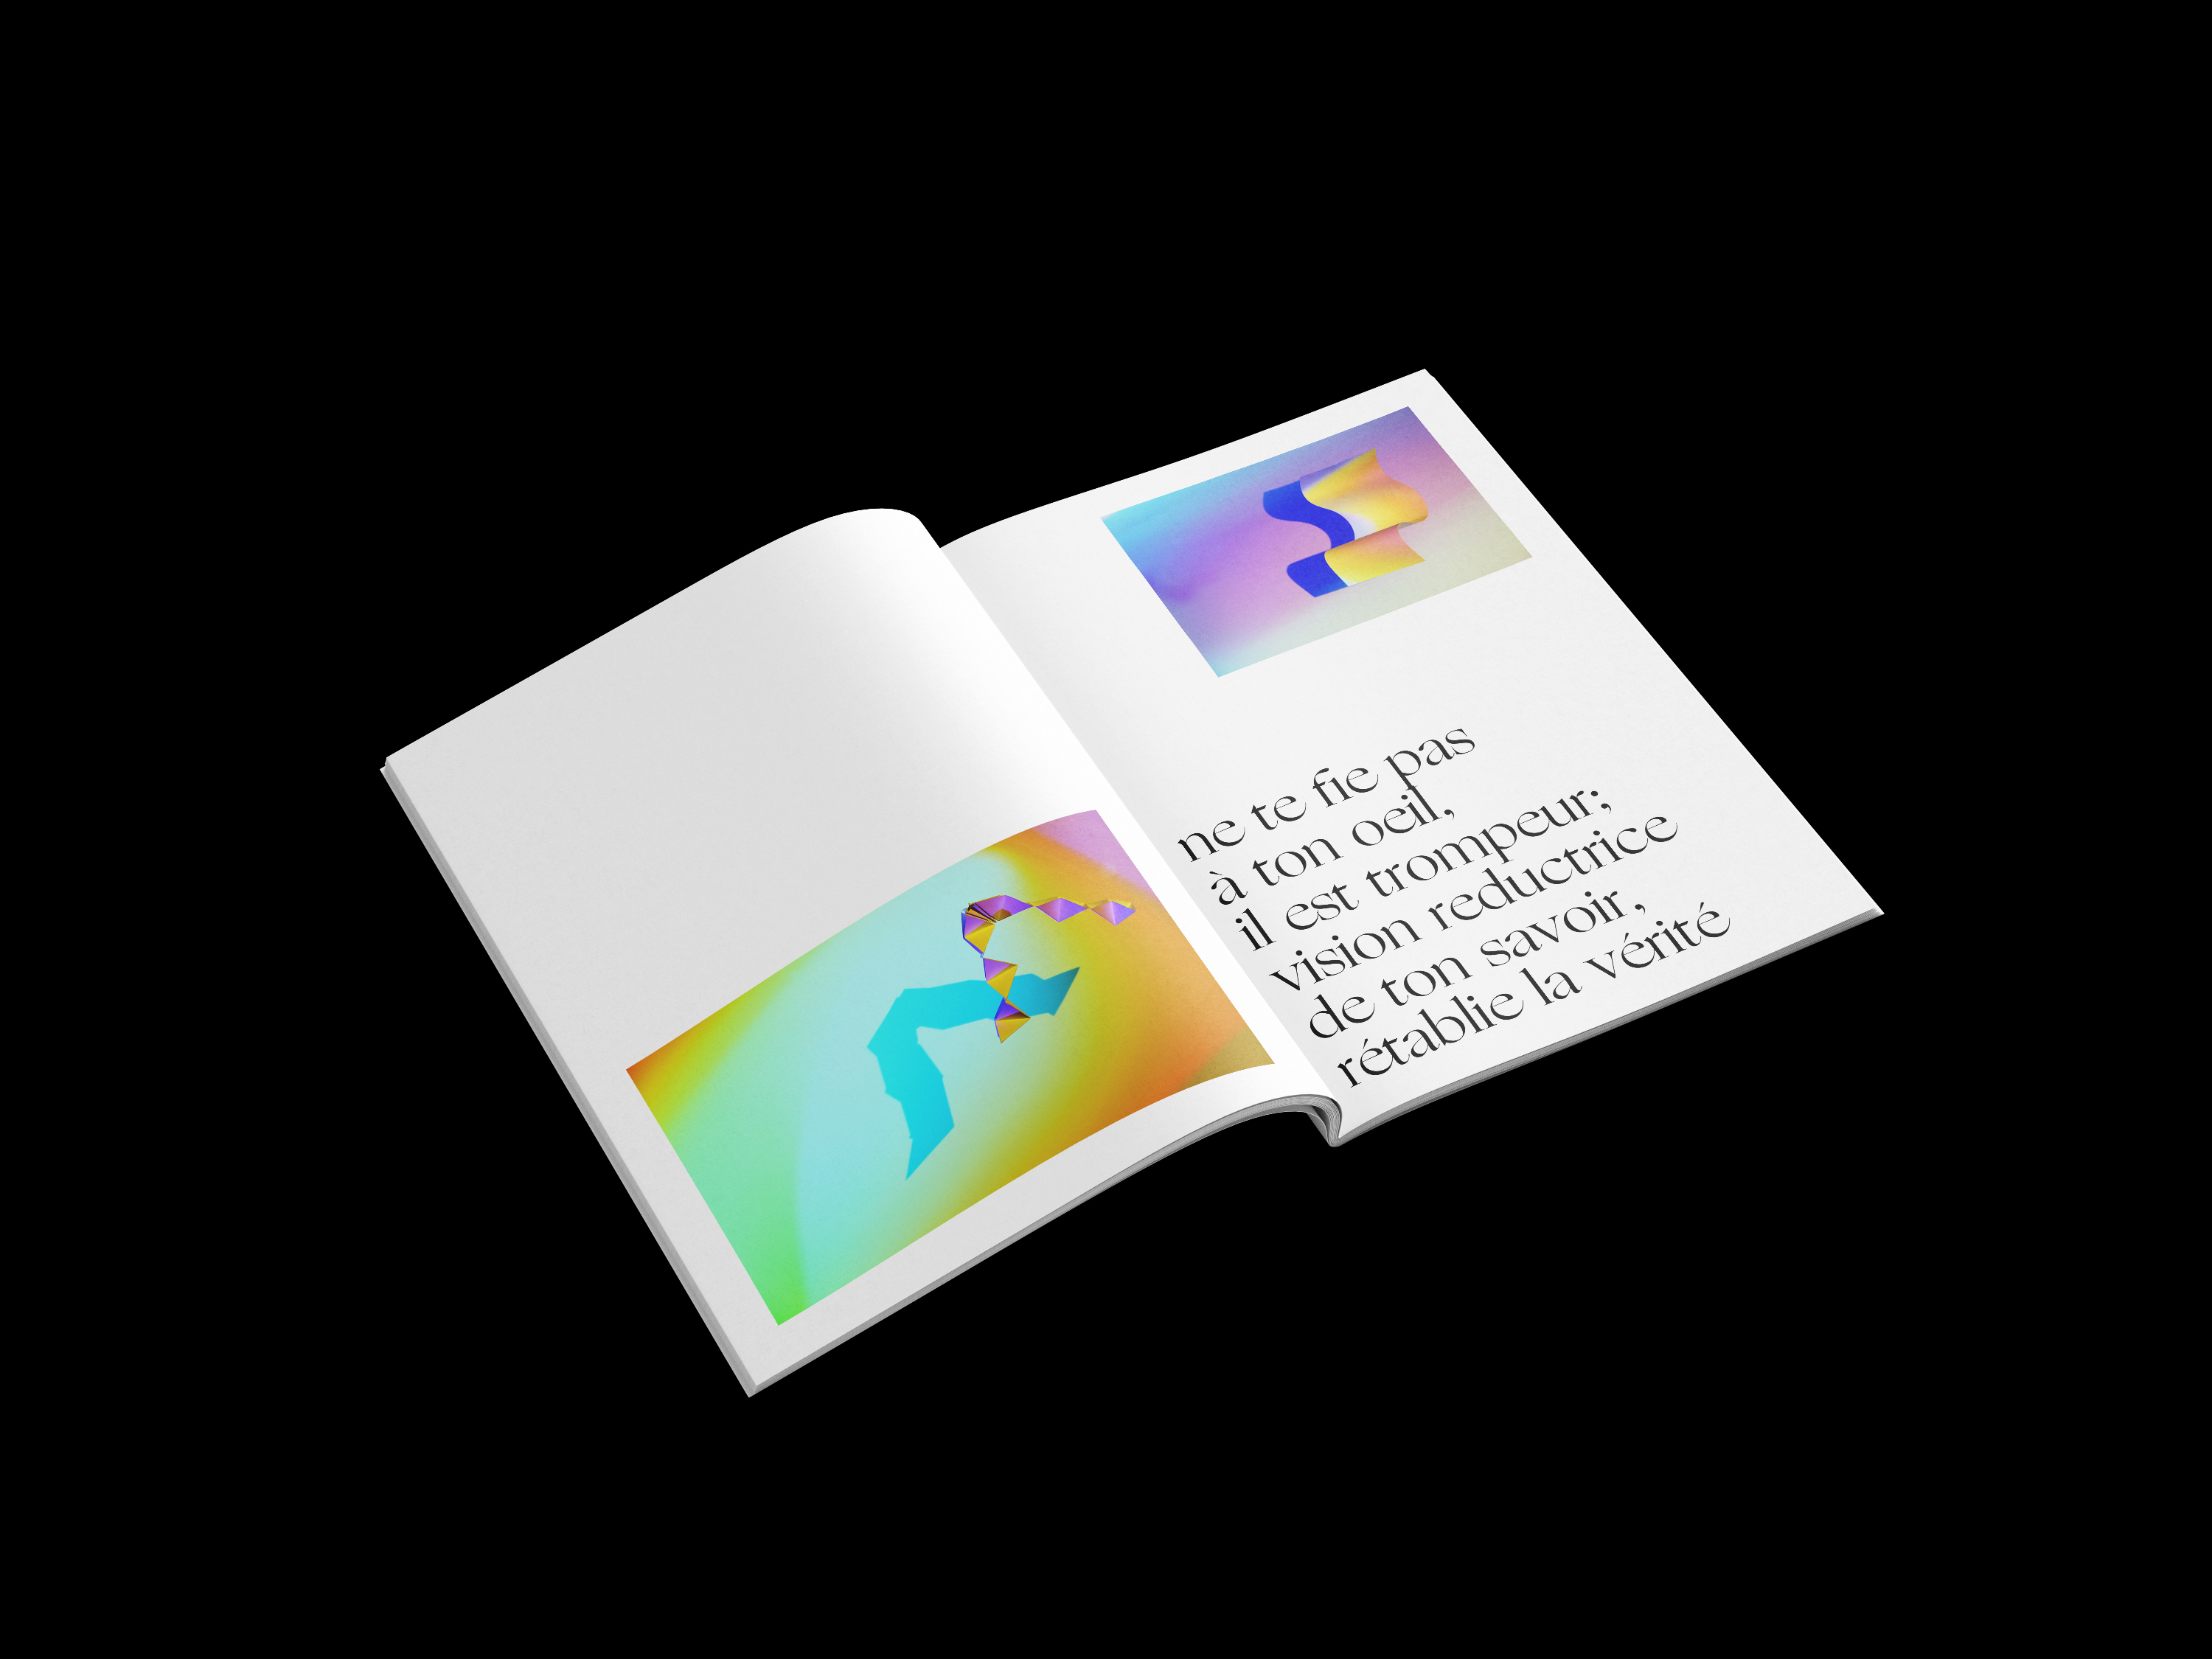 ne te fie pas
à ton oeil,
il est trompeur;
vision reductrice
de ton savoir,
rétablie la vérité